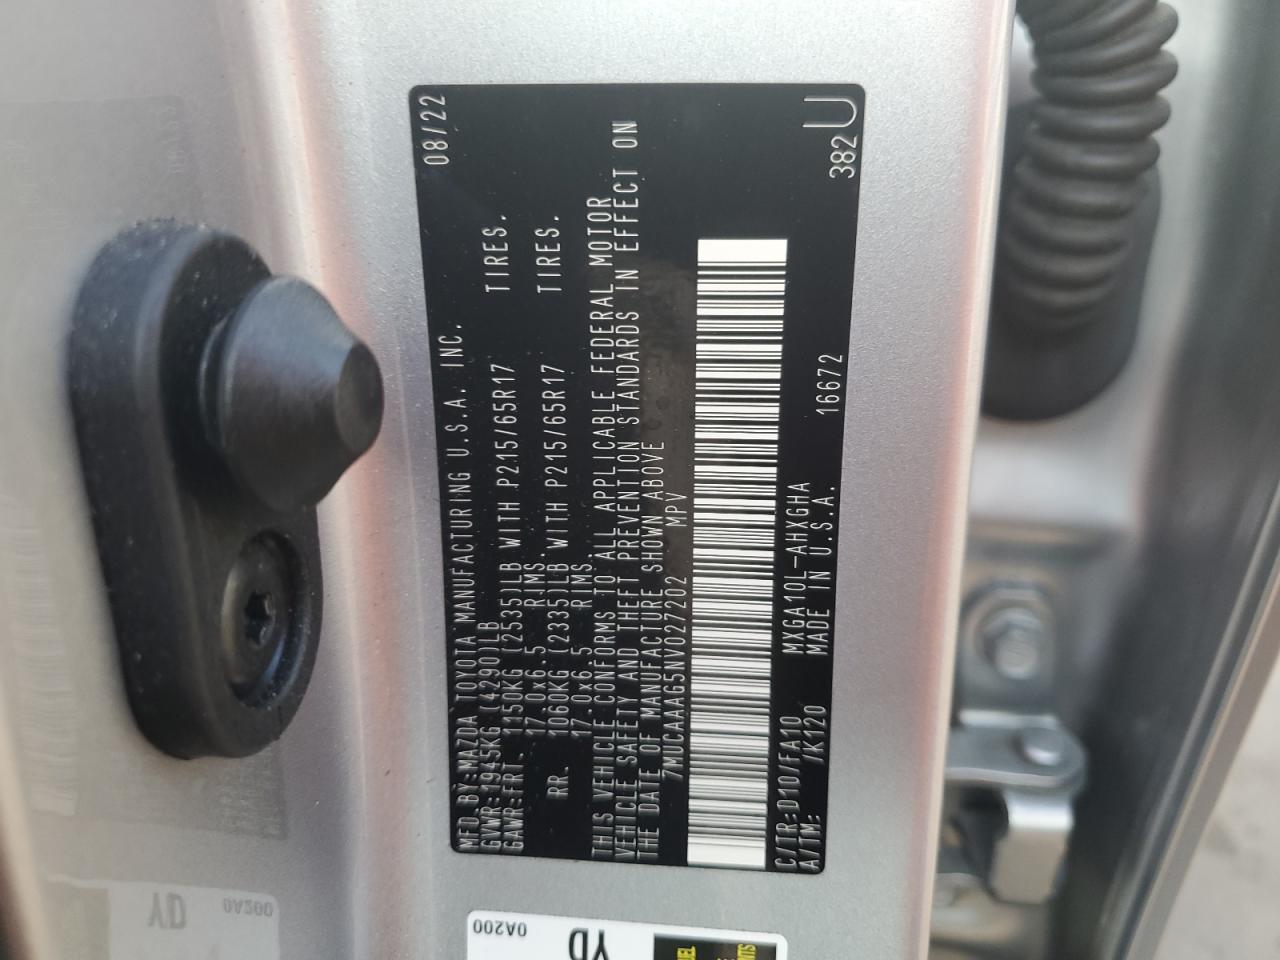 MFD.BY:MAZDA TOYOTA MANUFACTURING U.S.A. INC. 08/22
GVWR:1945KG (4290)LB
GAWR:FRT. 1150KG (2535)LB WITH P215/65R17 TIRES.
17 0x6.5 RIMS.
RR. 1060KG (2335)LB WITH P215/65R17 TIRES.
17 0x6.5 RIMS.
THIS VEHICLE CONFORMS TO ALL APPLICABLE FEDERAL MOTOR
VEHICLE SAFETY AND THEFT PREVENTION STANDARDS IN EFFECT ON
THE DATE OF MANUFACTURE SHOWN ABOVE
7MUCAAAG5NV027202 MPV
C/TR:D10/FA10 MXGA10L-AHXGHA 16672
A/TM: /K120 MADE IN U.S.A. 382U
0A200
YD
0A200
YD